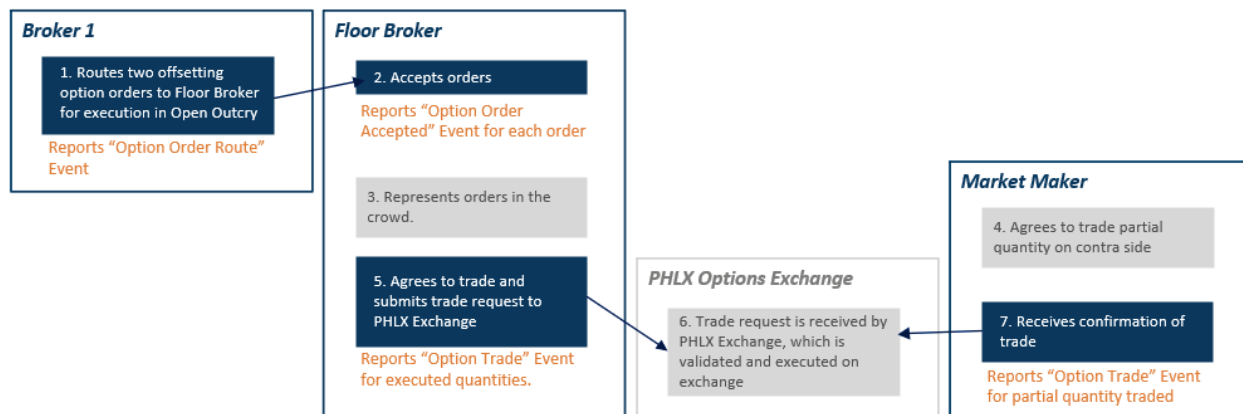 Broker 1
1. Routes two offsetting
option orders to Floor Broker
for execution in Open Outcry
Reports “Option Order Route”
Event
Floor Broker
2. Accepts orders
Reports “Option Order
Accepted” Event for each order
3. Represents orders in the
crowd.
5. Agrees to trade and
submits trade request to
PHLX Exchange
Reports “Option Trade” Event
for executed quantities.
PHLX Options Exchange
6. Trade request is received by
PHLX Exchange, which is
validated and executed on
exchange
Market Maker
4. Agrees to trade partial
quantity on contra side
7. Receives confirmation of
trade
Reports “Option Trade” Event
for partial quantity traded